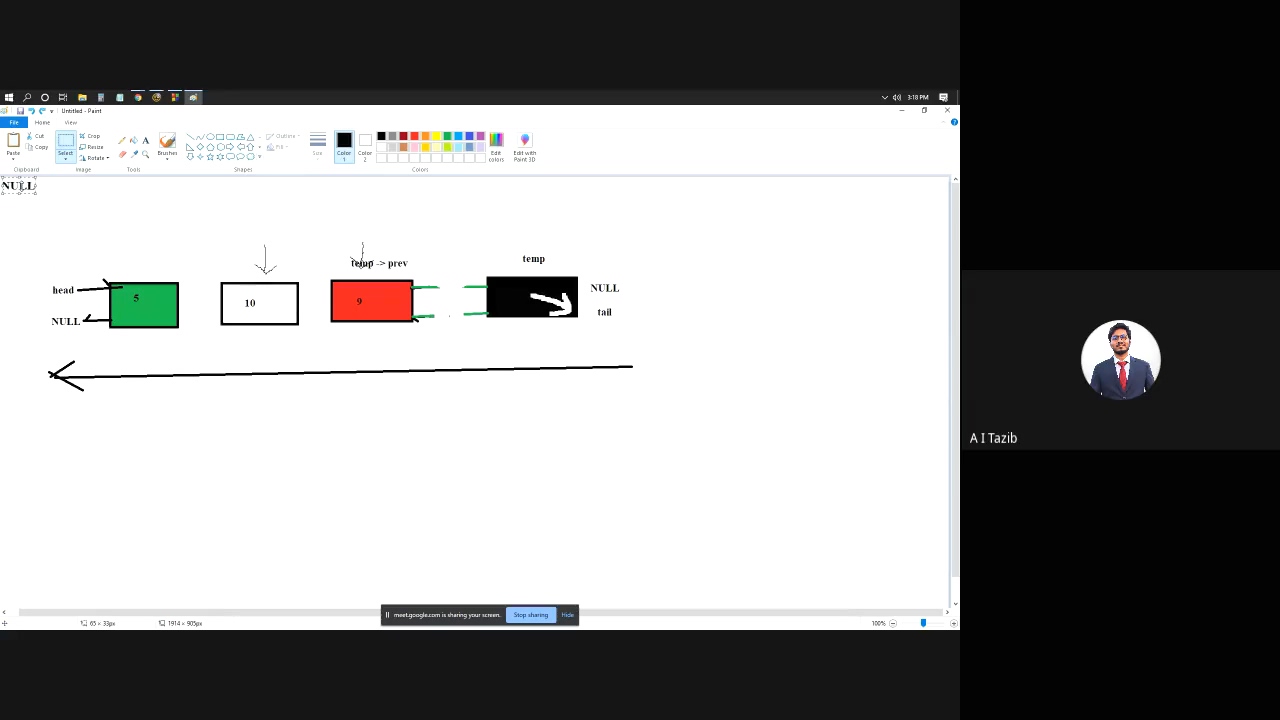 3:18 PM
Untitled - Paint
File Home View
Paste
Cut
Copy
Clipboard
Select
Crop
Resize
Rotate
Image
A
Tools
Brushes
Outline
Fill
Shapes
Size
Color
1
Color
2
Colors
Edit
colors
Edit with
Paint 3D
NULL
temp
temp -> prev
head
5
10
9
NULL
tail
NULL
A I Tazib
meet.google.com is sharing your screen. Stop sharing Hide
65 × 33px
1914 × 905px
100%